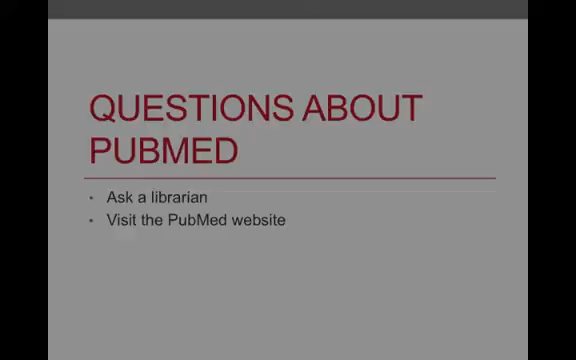 QUESTIONS ABOUT
PUBMED
• Ask a librarian
• Visit the PubMed website